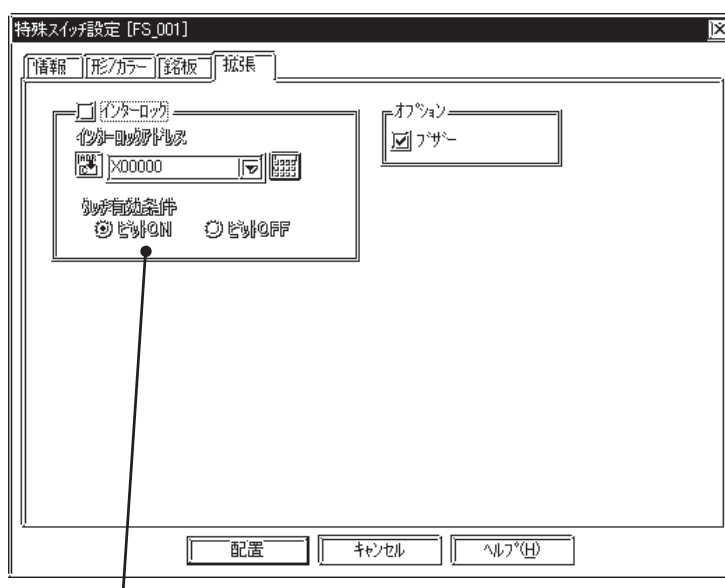 特殊スイッチ設定 [FS_001]
情報 形/カラー 銘板 拡張
インターロック
インターロックアドレス
X00000
タッチ有効条件
ビットON ビットOFF
オプション
ブザー
配置 キャンセル ヘルプ(H)